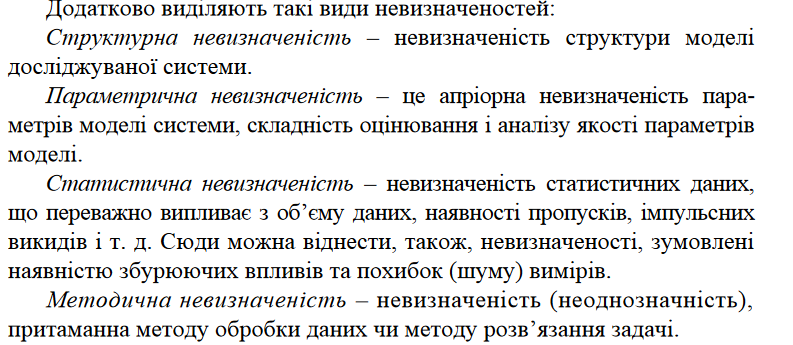 Додатково виділяють такі види невизначеностей:
Структурна невизначеність – невизначеність структури моделі
досліджуваної системи.
Параметрична невизначеність – це апріорна невизначеність пара-
метрів моделі системи, складність оцінювання і аналізу якості параметрів
моделі.
Статистична невизначеність – невизначеність статистичних даних,
що переважно випливає з об’єму даних, наявності пропусків, імпульсних
викидів і т. д. Сюди можна віднести, також, невизначеності, зумовлені
наявністю збурюючих впливів та похибок (шуму) вимірів.
Методична невизначеність – невизначеність (неоднозначність),
притаманна методу обробки даних чи методу розв’язання задачі.